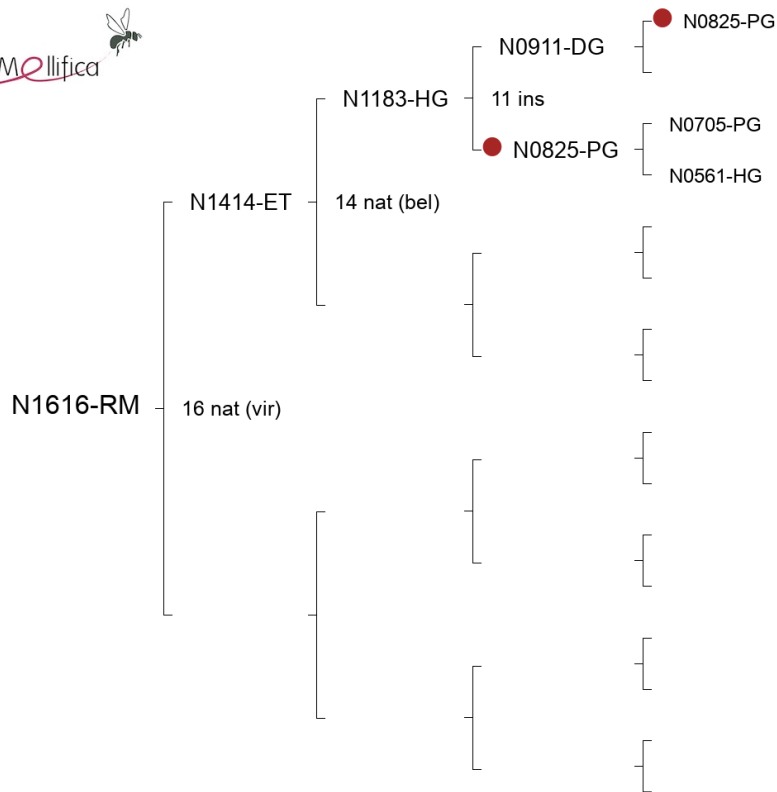 Mellifica
N0825-PG
N0911-DG
N1183-HG
11 ins
N0705-PG
N0825-PG
N0561-HG
N1414-ET
14 nat (bel)
N1616-RM
16 nat (vir)